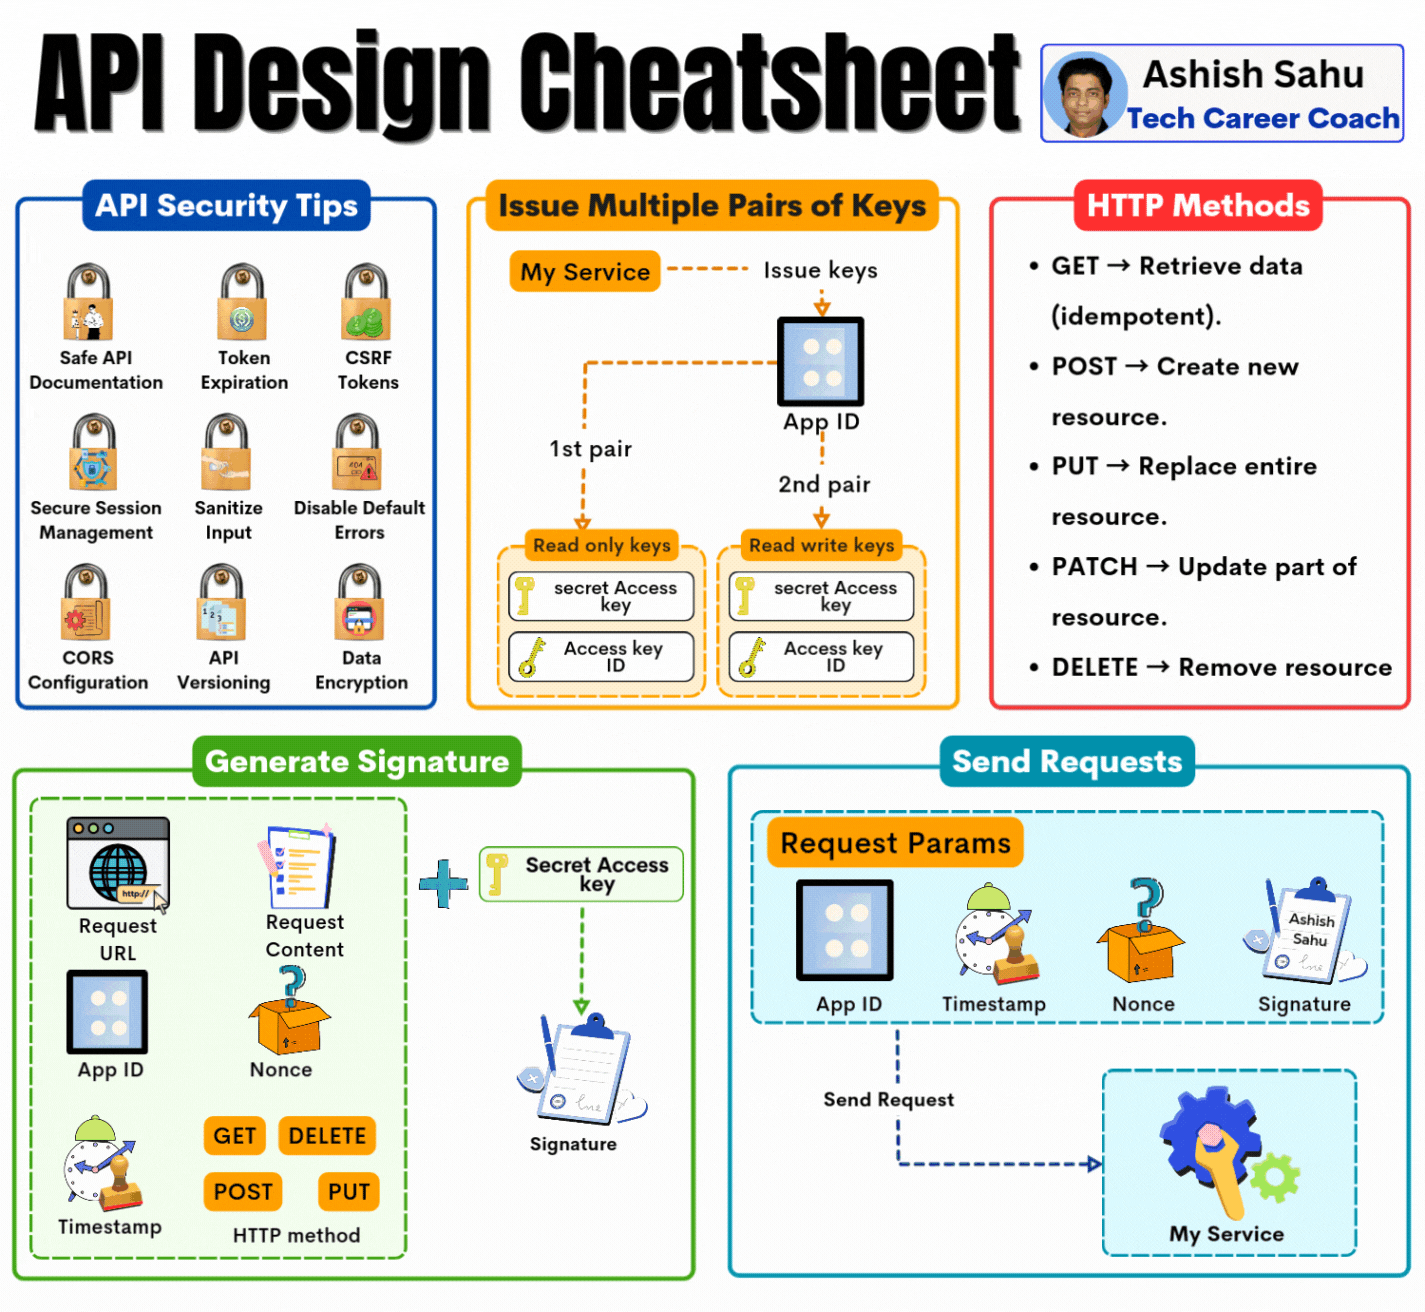 API Design Cheatsheet
Ashish Sahu
Tech Career Coach
API Security Tips
Safe API
Documentation
Token
Expiration
CSRF
Tokens
Secure Session
Management
Sanitize
Input
404
Disable Default
Errors
CORS
Configuration
1
2
3
API
Versioning
Data
Encryption
Issue Multiple Pairs of Keys
My Service
Issue keys
App ID
1st pair
2nd pair
Read only keys
secret Access
key
Access key
ID
Read write keys
secret Access
key
Access key
ID
HTTP Methods
• GET → Retrieve data
(idempotent).
• POST → Create new
resource.
• PUT → Replace entire
resource.
• PATCH → Update part of
resource.
• DELETE → Remove resource
Generate Signature
http://
Request
URL
Request
Content
App ID
Nonce
Timestamp
GET
DELETE
POST
PUT
HTTP method
Secret Access
key
Signature
Send Requests
Request Params
App ID
Timestamp
Nonce
Ashish
Sahu
Signature
Send Request
My Service